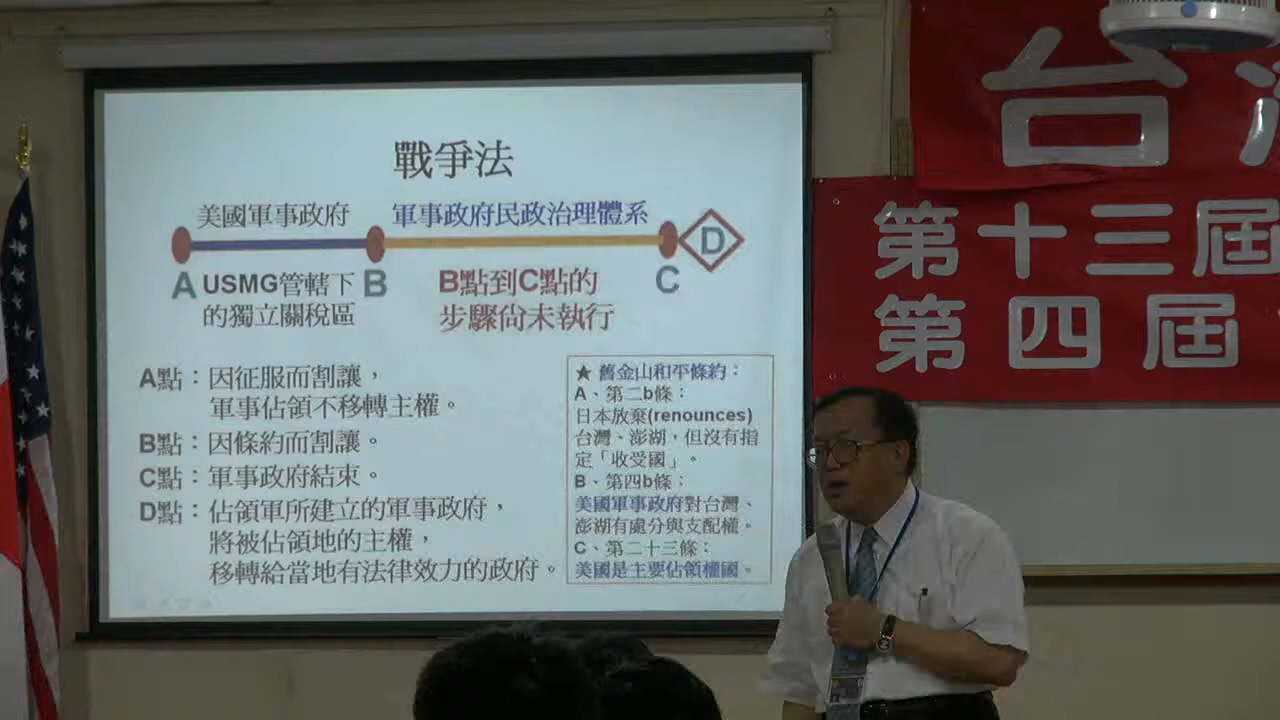 戰爭法
美國軍事政府
軍事政府民政治理體系
D
A
USMG管轄下
的獨立關稅區
B
B點到C點的
步驟尚未執行
C
A點：因征服而割讓，
軍事佔領不移轉主權。
B點：因條約而割讓。
C點：軍事政府結束。
D點：佔領軍所建立的軍事政府，
將被佔領地的主權，
移轉給當地有法律效力的政府。
★ 舊金山和平條約：
A、第二b條：
日本放棄(renounces)
台灣、澎湖，但沒有指
定「收受國」。
B、第四b條：
美國軍事政府對台灣、
澎湖有處分與支配權。
C、第二十三條：
美國是主要佔領權國。
台
第十三屆
第四屆